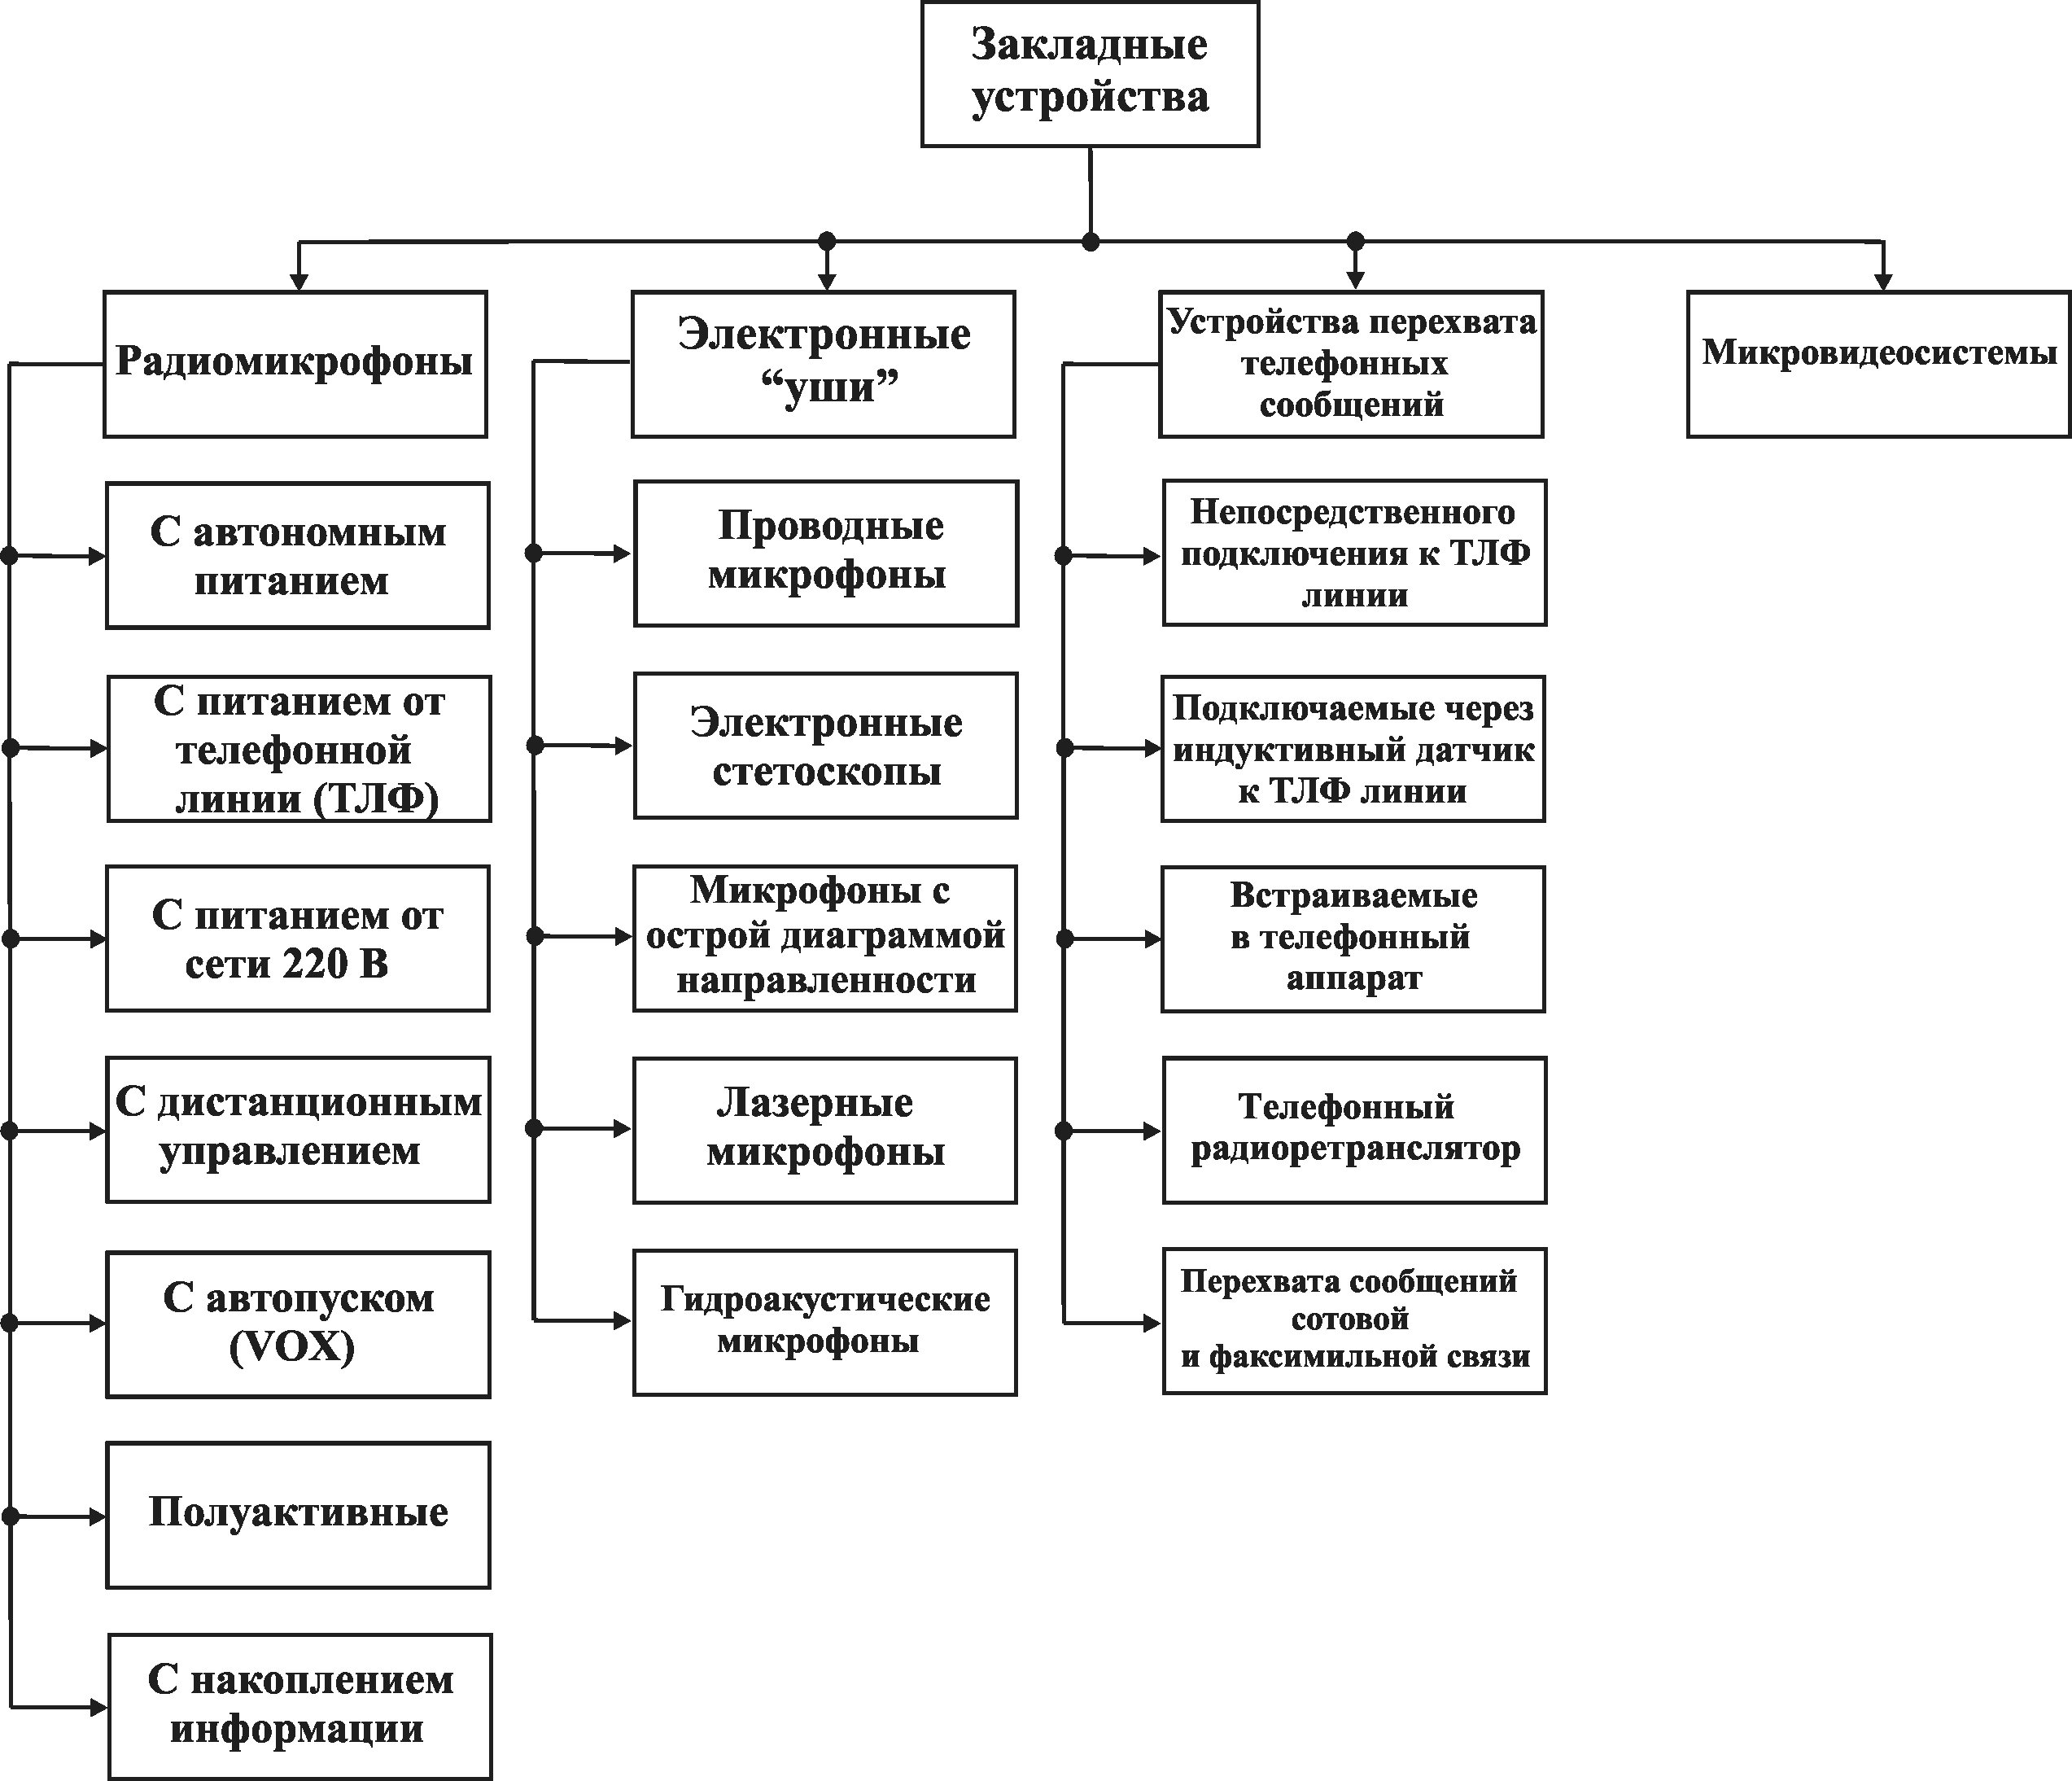 Закладные
устройства
Радиомикрофоны
Электронные
“уши”
Устройства перехвата
телефонных
сообщений
Микровидеосистемы
С автономным
питанием
С питанием от
телефонной
линии (ТЛФ)
С питанием от
сети 220 В
С дистанционным
управлением
С автопуском
(VOX)
Полуактивные
С накоплением
информации
Проводные
микрофоны
Электронные
стетоскопы
Микрофоны с
острой диаграммой
направленности
Лазерные
микрофоны
Гидроакустические
микрофоны
Непосредственного
подключения к ТЛФ
линии
Подключаемые через
индуктивный датчик
к ТЛФ линии
Встраиваемые
в телефонный
аппарат
Телефонный
радиоретранслятор
Перехвата сообщений
сотовой
и факсимильной связи